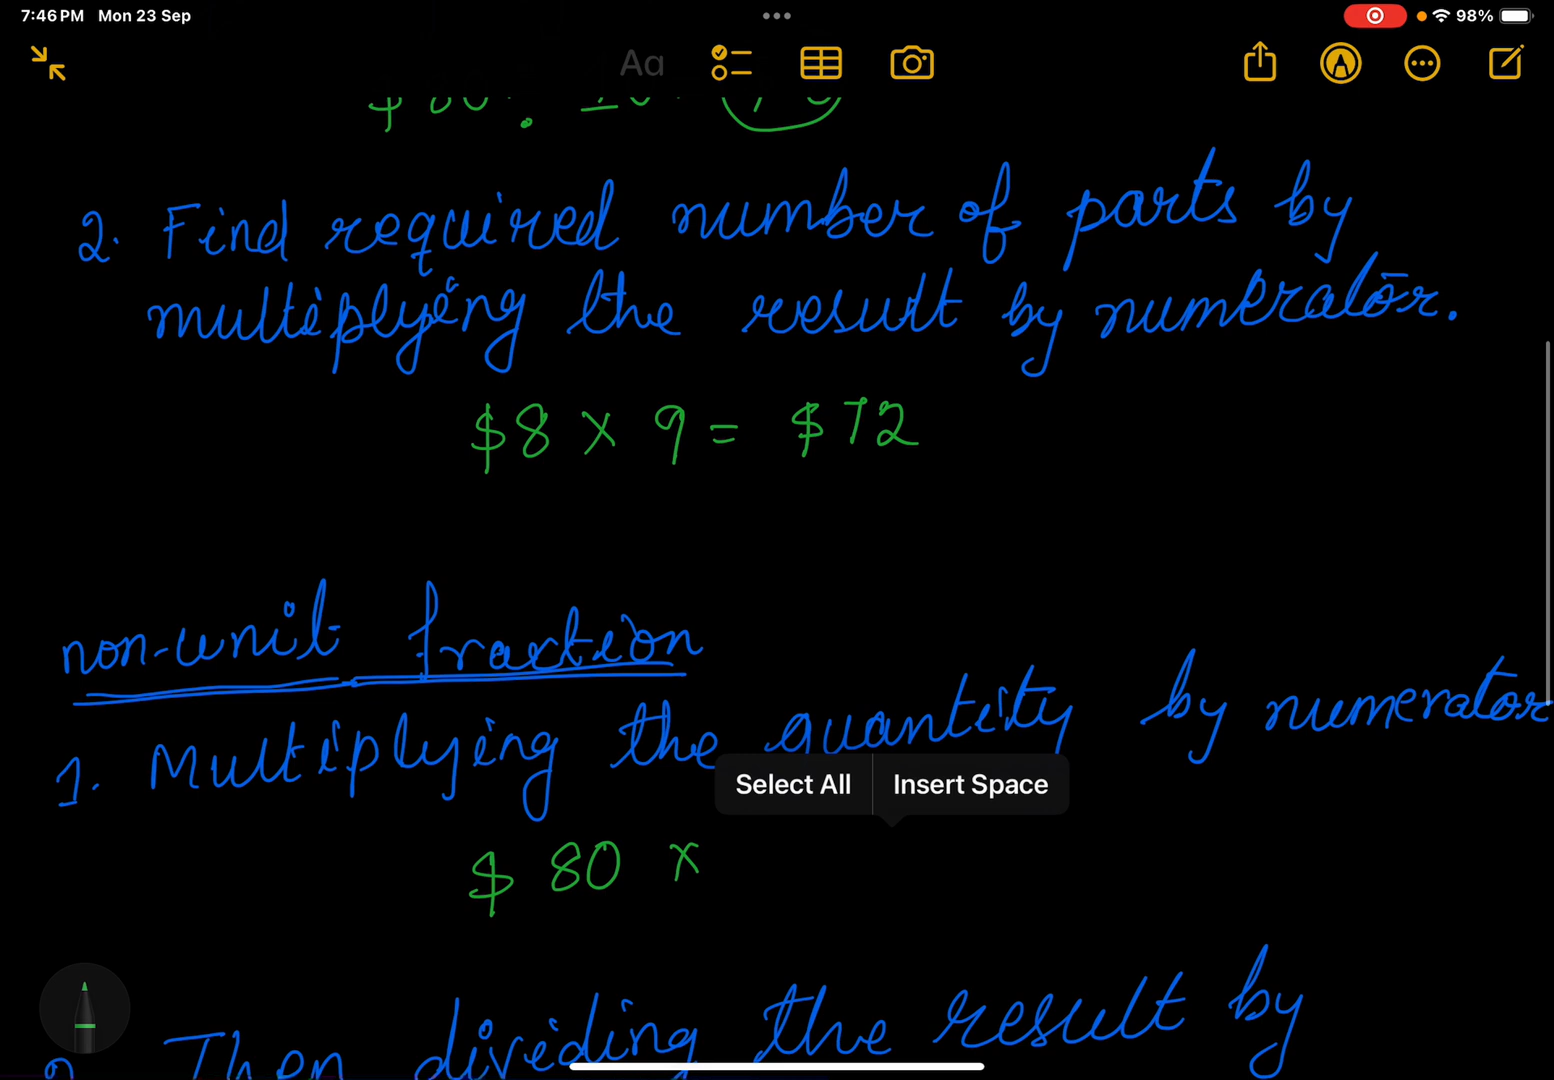 7:46 PM Mon 23 Sep
98%
Aa
2. Find required number of parts by
multiplying the result by numerator.
$8 × 9 = $72
non-unit fraction
1. Multiplying the quantity by numerator
Select All Insert Space
$ 80 ×
Then dividing the result by